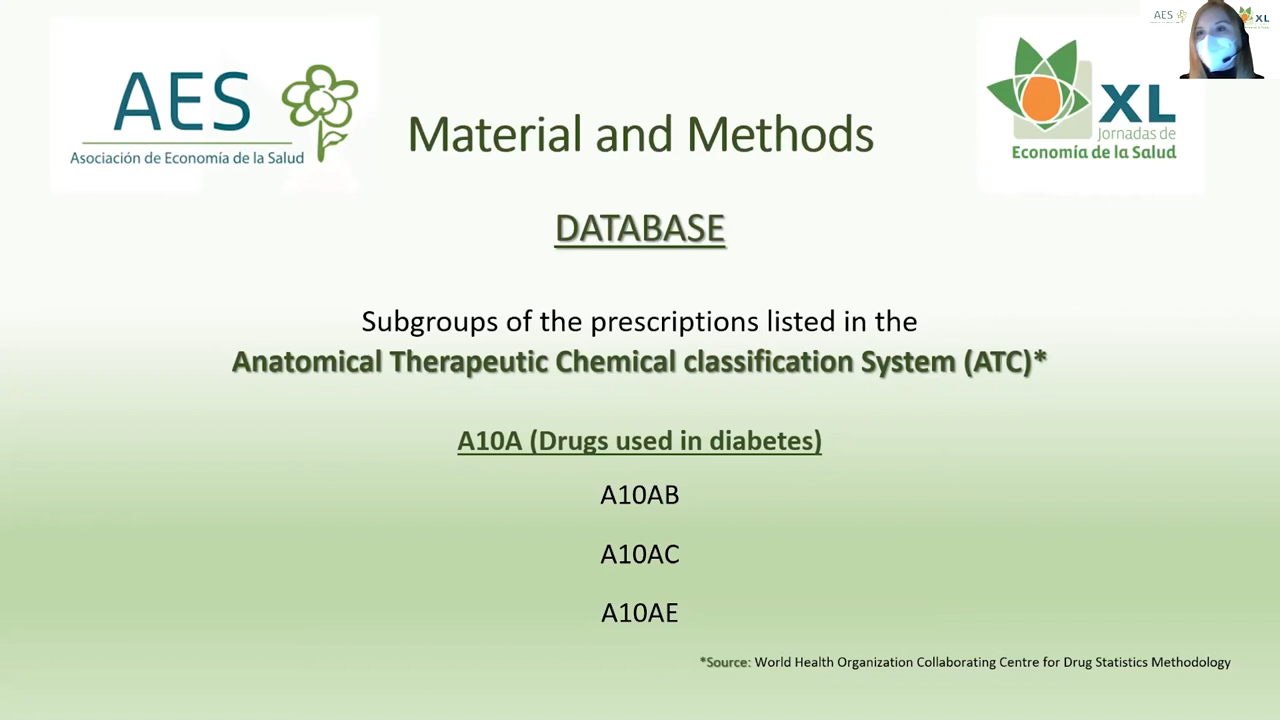 AES
Asociación de Economía de la Salud
Material and Methods
XL
Jornadas de
Economía de la Salud
AES
XL
DATABASE
Subgroups of the prescriptions listed in the
Anatomical Therapeutic Chemical classification System (ATC)*
A10A (Drugs used in diabetes)
A10AB
A10AC
A10AE
*Source: World Health Organization Collaborating Centre for Drug Statistics Methodology